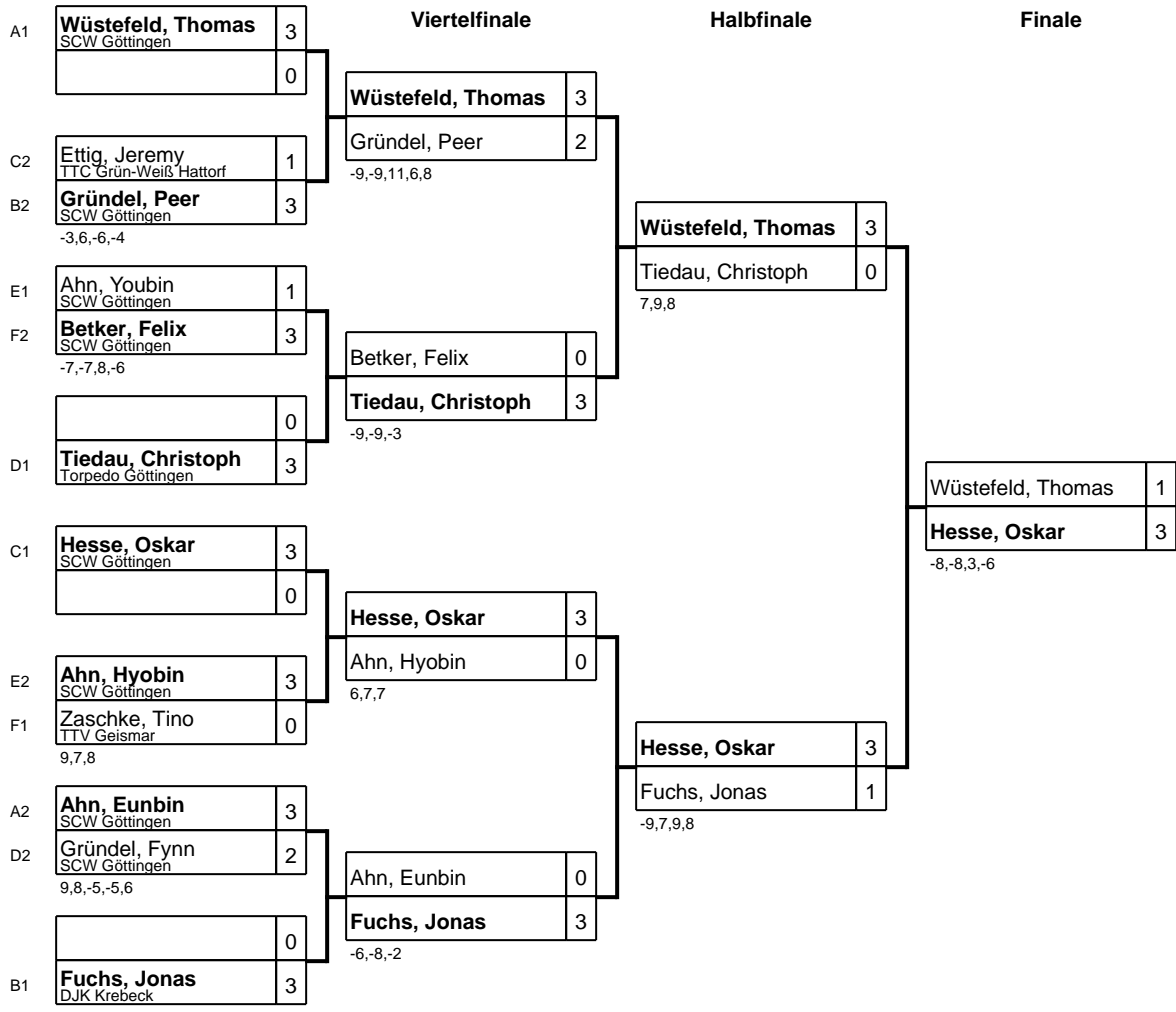 Viertelfinale
Halbfinale
Finale
A1
Wüstefeld, Thomas 3
SCW Göttingen
0
C2
Ettig, Jeremy 1
TTC Grün-Weiß Hattorf
B2
Gründel, Peer 3
SCW Göttingen
-3,6,-6,-4
E1
Ahn, Youbin 1
SCW Göttingen
F2
Betker, Felix 3
SCW Göttingen
-7,-7,8,-6
0
D1
Tiedau, Christoph 3
Torpedo Göttingen
C1
Hesse, Oskar 3
SCW Göttingen
0
E2
Ahn, Hyobin 3
SCW Göttingen
F1
Zaschke, Tino 0
TTV Geismar
9,7,8
A2
Ahn, Eunbin 3
SCW Göttingen
D2
Gründel, Fynn 2
SCW Göttingen
9,8,-5,-5,6
0
B1
Fuchs, Jonas 3
DJK Krebeck
Wüstefeld, Thomas 3
Gründel, Peer 2
-9,-9,11,6,8
Betker, Felix 0
Tiedau, Christoph 3
-9,-9,-3
Hesse, Oskar 3
Ahn, Hyobin 0
6,7,7
Ahn, Eunbin 0
Fuchs, Jonas 3
-6,-8,-2
Wüstefeld, Thomas 3
Tiedau, Christoph 0
7,9,8
Hesse, Oskar 3
Fuchs, Jonas 1
-9,7,9,8
Wüstefeld, Thomas 1
Hesse, Oskar 3
-8,-8,3,-6